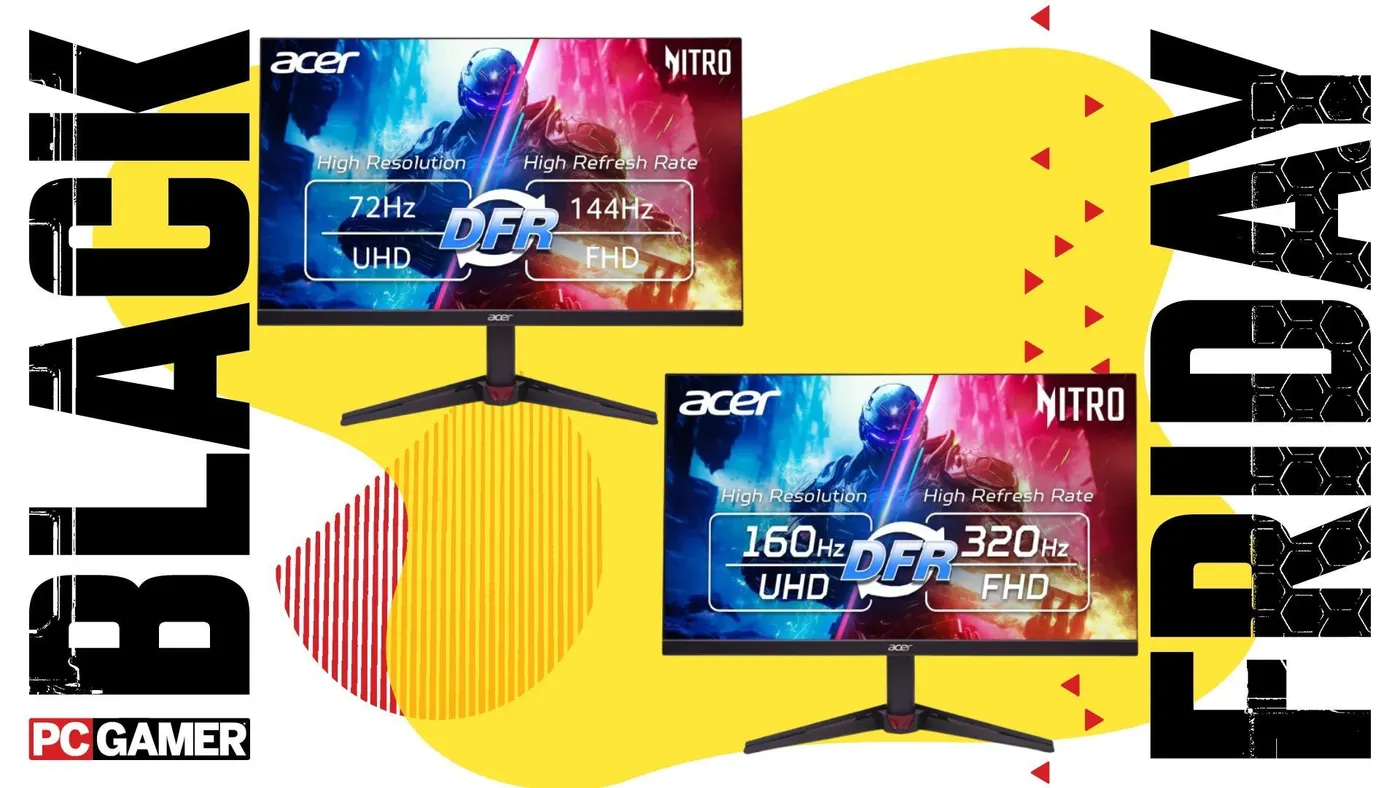 BLACK
acer
NITRO
High Resolution
High Refresh Rate
72Hz
UHD
DFR
144Hz
FHD
acer
acer
NITRO
High Resolution
High Refresh Rate
160Hz
UHD
DFR
320Hz
FHD
acer
FRIDAY
PC GAMER